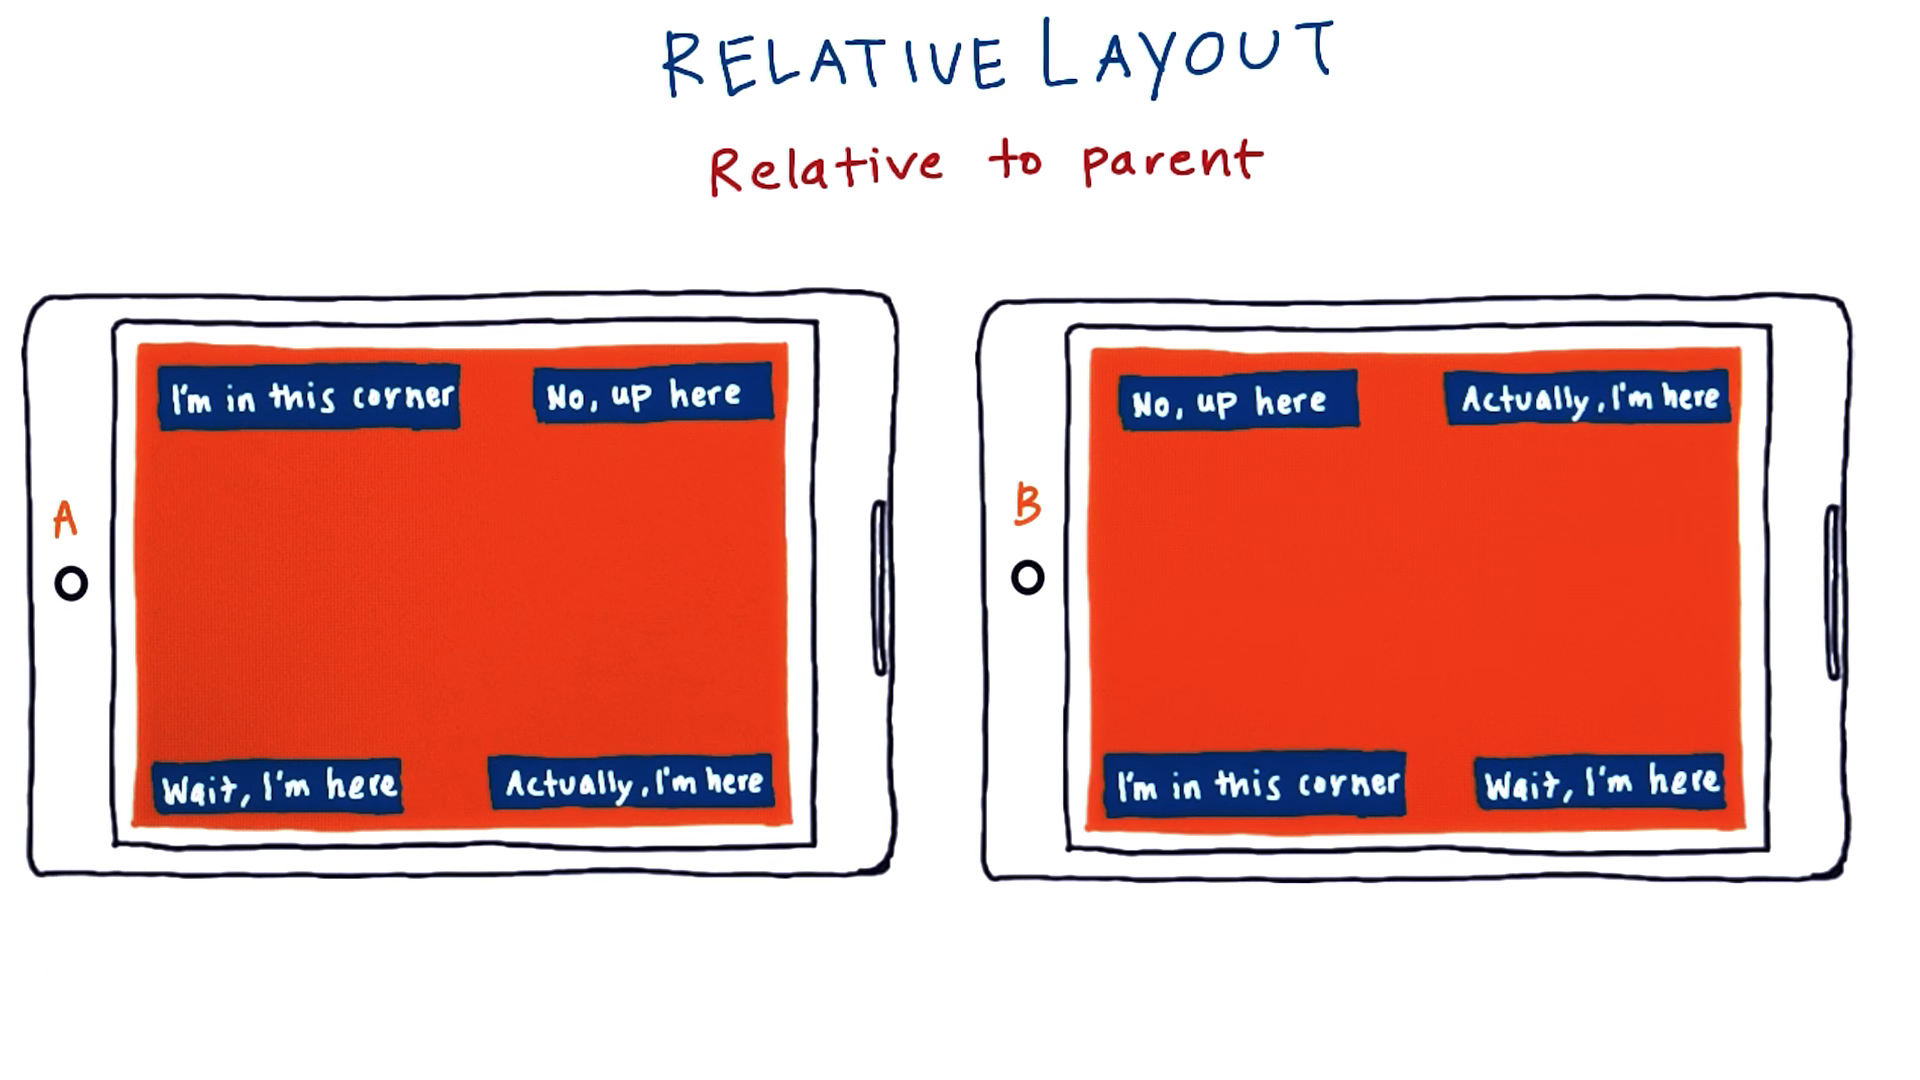 RELATIVE LAYOUT
Relative to parent
A
I'm in this corner
No, up here
Wait, I'm here
Actually, I'm here
B
No, up here
Actually, I'm here
I'm in this corner
Wait, I'm here